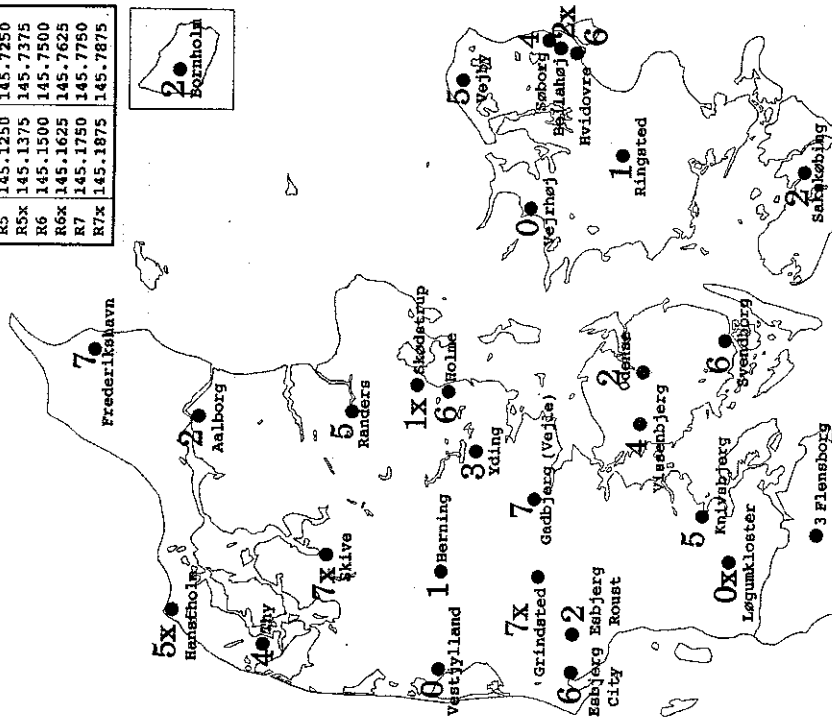 R5 145.1250 145.7250
R5x 145.1375 145.7375
R6 145.1500 145.7500
R6x 145.1625 145.7625
R7 145.1750 145.7750
R7x 145.1875 145.7875
2
Bornholm
7
Frederikshavn
5x
Hanstholm
2
Aalborg
4
Thy
7x
Skive
5
Randers
1x
Skødstrup
6
Holme
3
Yding
1
Herning
0
Vestjylland
7
Gadbjerg (Vejle)
7x
Grindsted
2
Esbjerg
Roust
6
Esbjerg
City
5
Vejby
4
Søborg
2x
Bellahøj
6
Hvidovre
0
Vejrhøj
1
Ringsted
2
Sakskøbing
2
Odense
4
Vissenbjerg
6
Svendborg
5
Knivsbjerg
0x
Løgumkloster
3 Flensborg